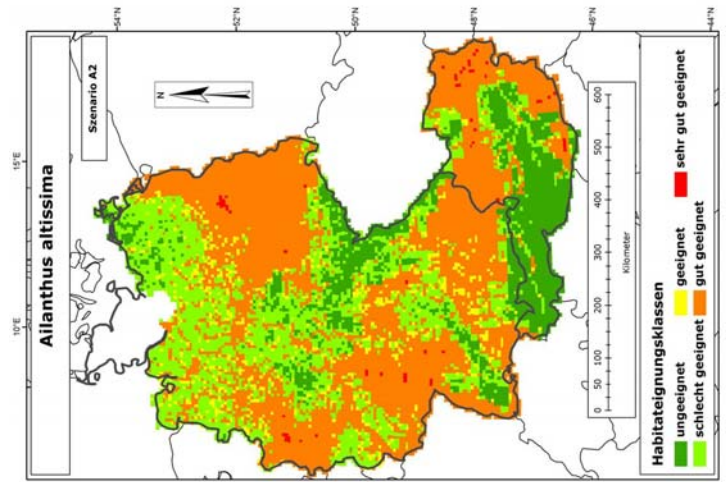 Ailanthus altissima
Szenario A2
N
10°E
15°E
54°N
52°N
50°N
48°N
46°N
44°N
0 50 100 200 300 400 500 600
Kilometer
Habitateignungsklassen
ungeeignet geeignet sehr gut geeignet
schlecht geeignet gut geeignet